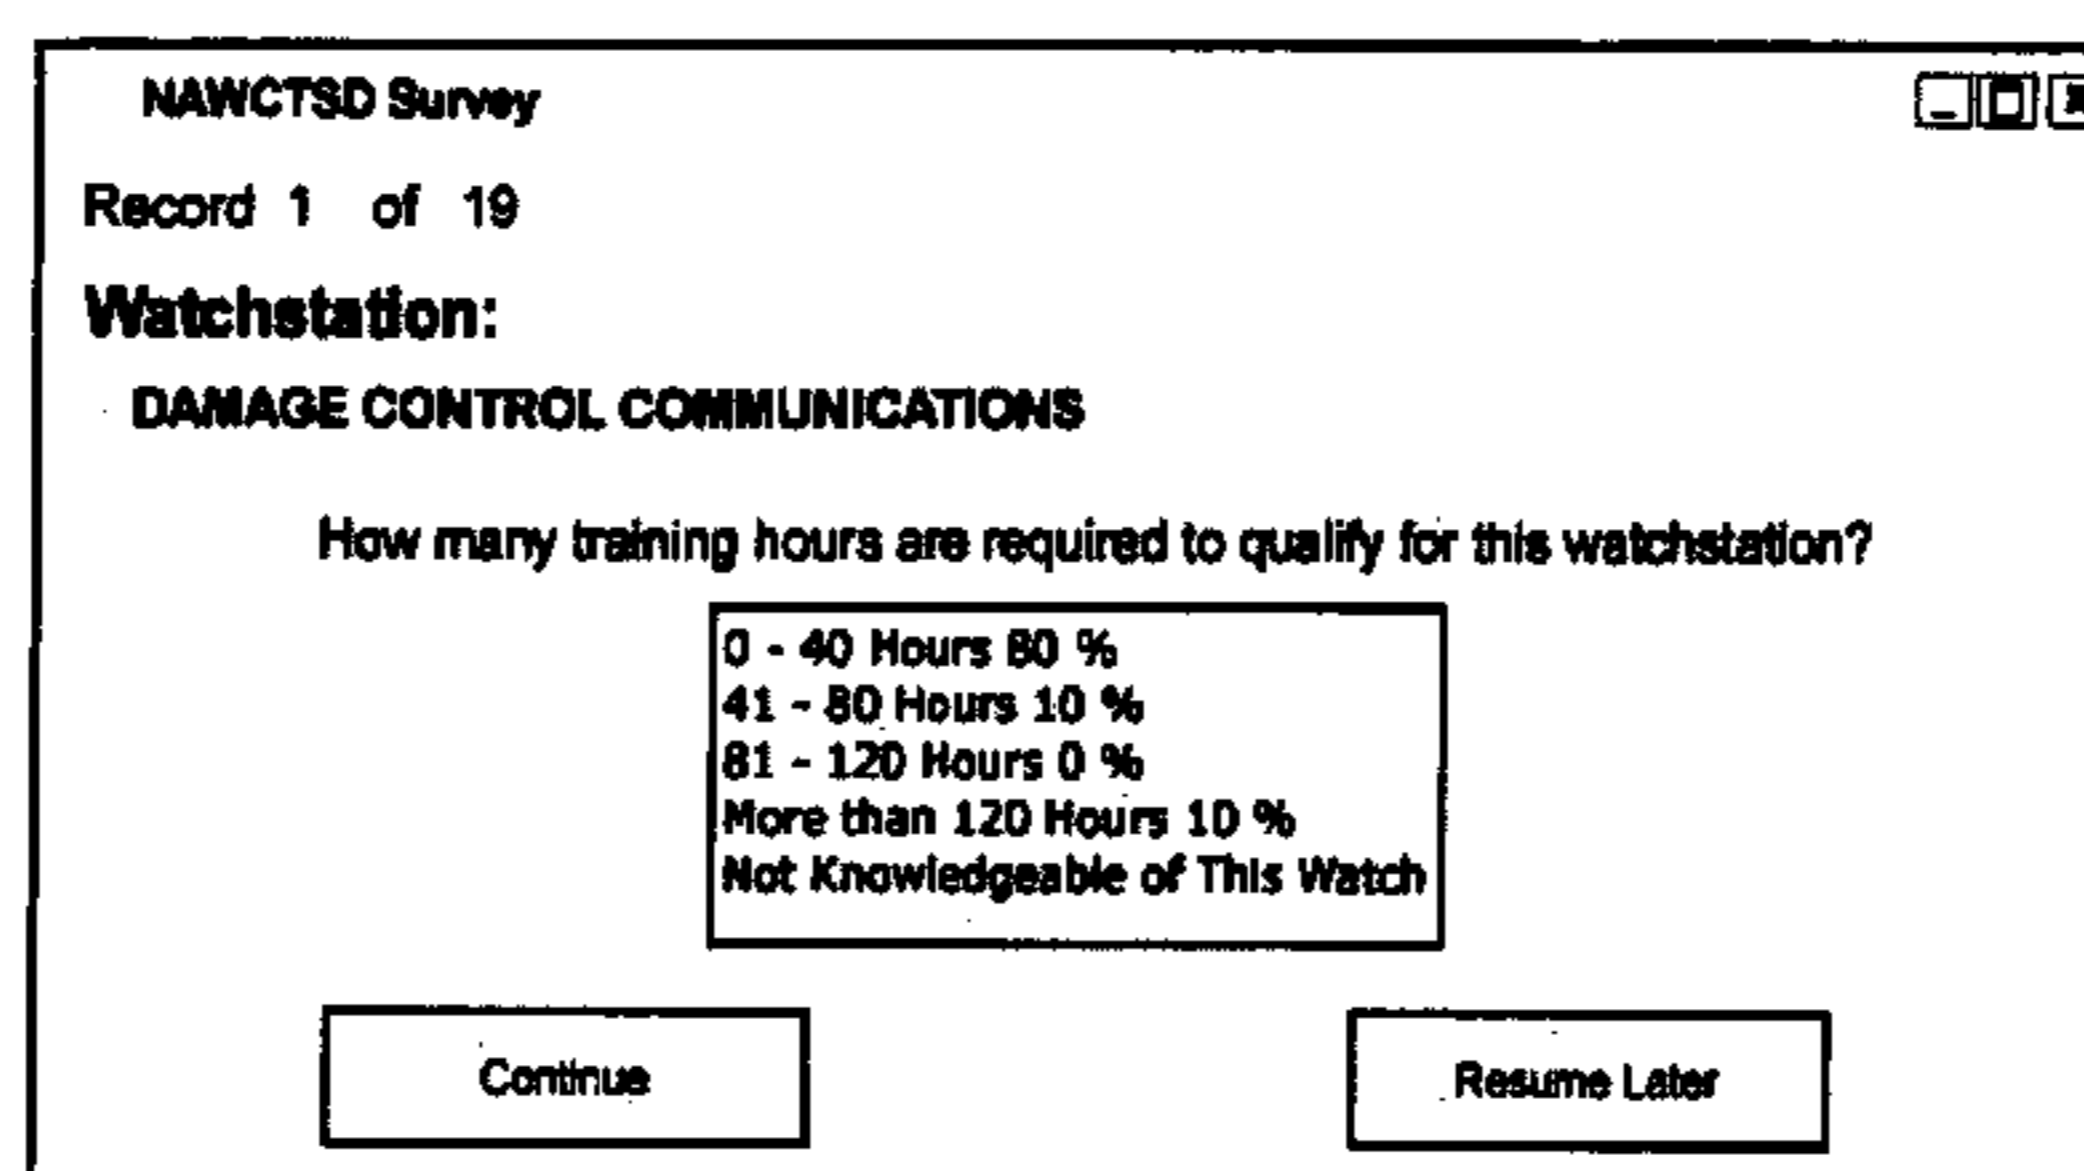 NAWCTSD Survey
Record 1 of 19
Watchstation:
DAMAGE CONTROL COMMUNICATIONS
How many training hours are required to qualify for this watchstation?
0 - 40 Hours 80 %
41 - 80 Hours 10 %
81 - 120 Hours 0 %
More than 120 Hours 10 %
Not Knowledgeable of This Watch
Continue
Resume Later